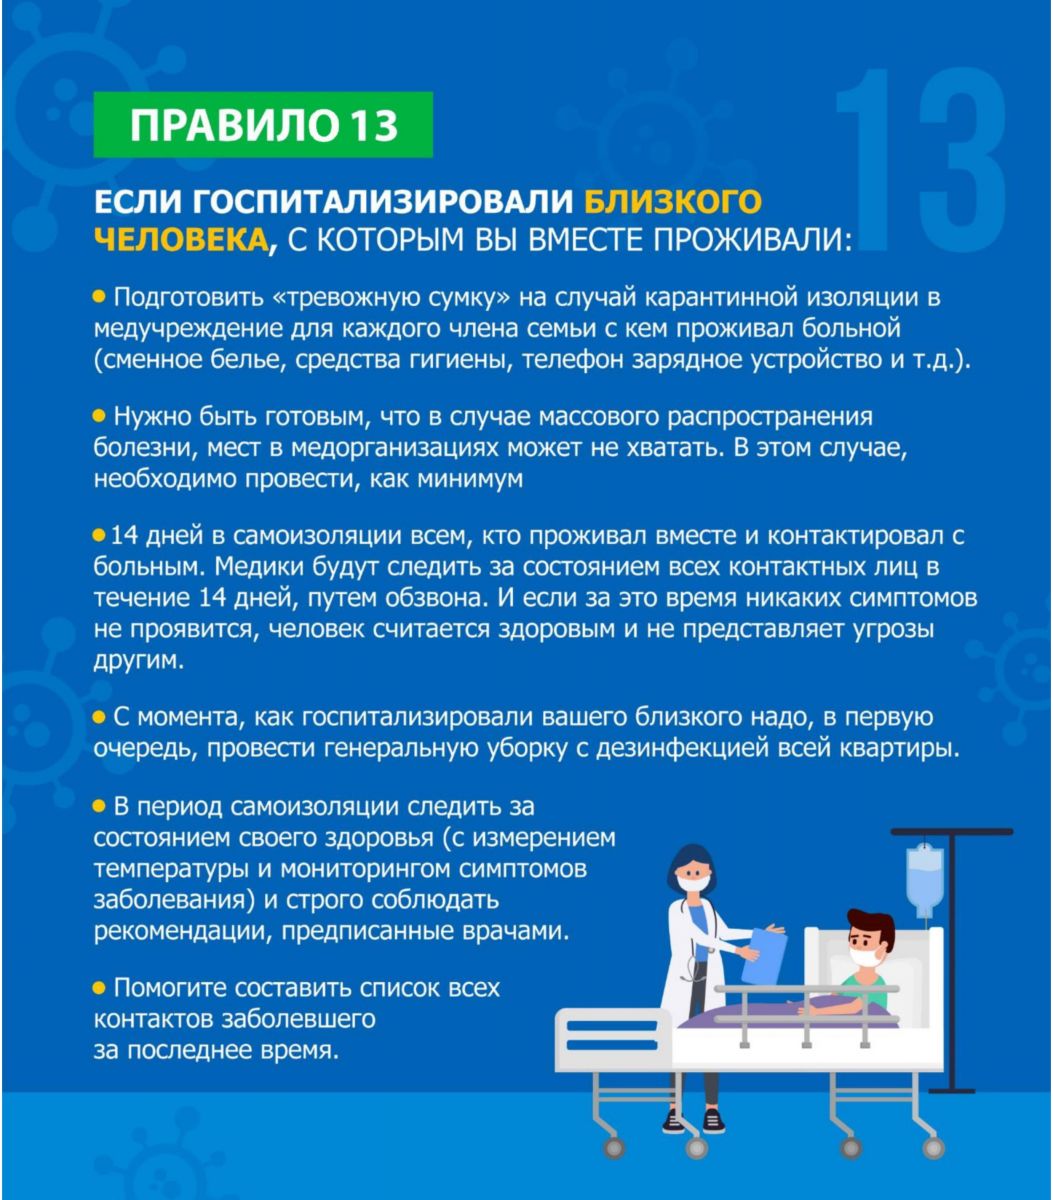 13
ПРАВИЛО 13
ЕСЛИ ГОСПИТАЛИЗИРОВАЛИ БЛИЗКОГО
ЧЕЛОВЕКА, С КОТОРЫМ ВЫ ВМЕСТЕ ПРОЖИВАЛИ:
• Подготовить «тревожную сумку» на случай карантинной изоляции в
медучреждение для каждого члена семьи с кем проживал больной
(сменное белье, средства гигиены, телефон зарядное устройство и т.д.).
• Нужно быть готовым, что в случае массового распространения
болезни, мест в медорганизациях может не хватать. В этом случае,
необходимо провести, как минимум
• 14 дней в самоизоляции всем, кто проживал вместе и контактировал с
больным. Медики будут следить за состоянием всех контактных лиц в
течение 14 дней, путем обзвона. И если за это время никаких симптомов
не проявится, человек считается здоровым и не представляет угрозы
другим.
• С момента, как госпитализировали вашего близкого надо, в первую
очередь, провести генеральную уборку с дезинфекцией всей квартиры.
• В период самоизоляции следить за
состоянием своего здоровья (с измерением
температуры и мониторингом симптомов
заболевания) и строго соблюдать
рекомендации, предписанные врачами.
• Помогите составить список всех
контактов заболевшего
за последнее время.